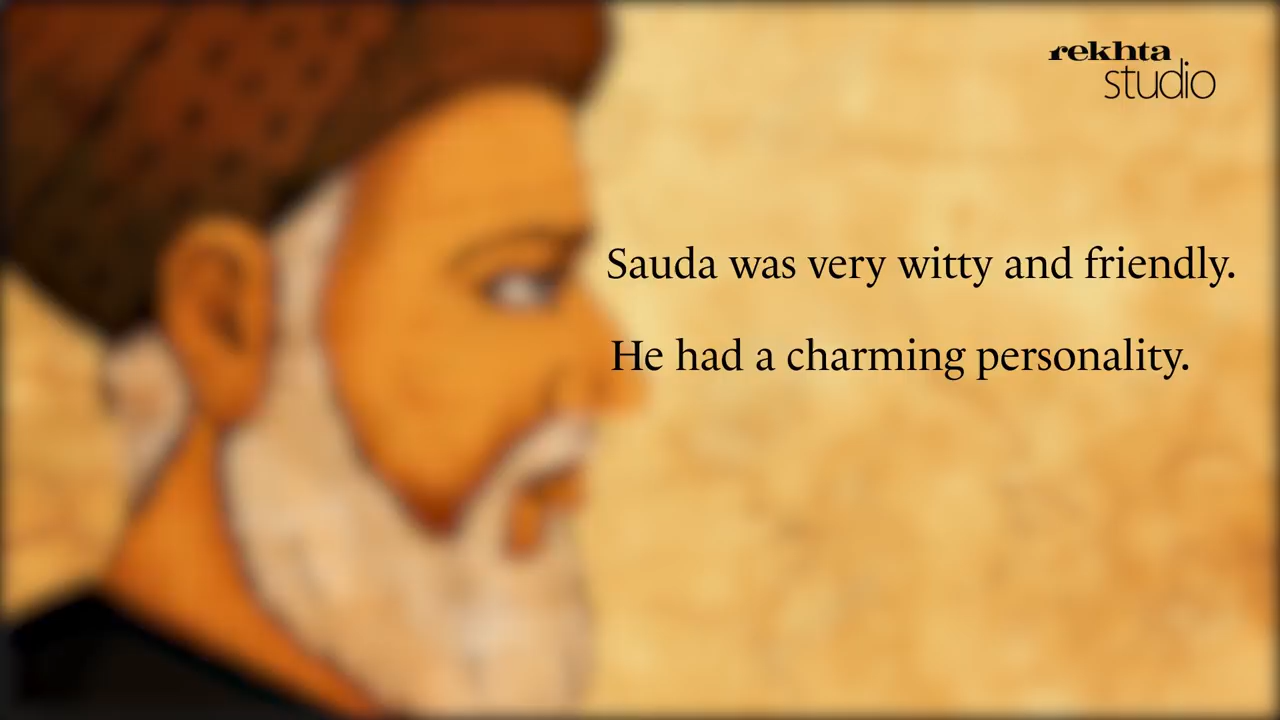 rekhta
studio
Sauda was very witty and friendly.
He had a charming personality.